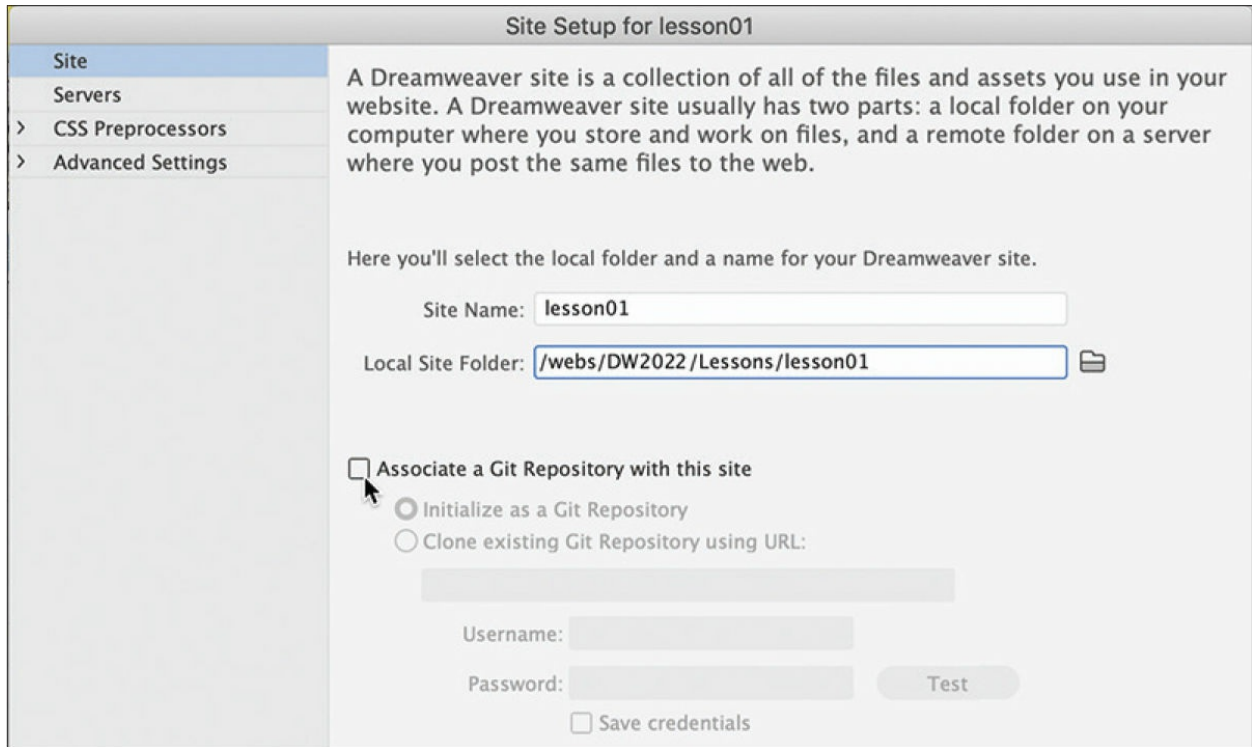 Site Setup for lesson01
Site
Servers
CSS Preprocessors
Advanced Settings
A Dreamweaver site is a collection of all of the files and assets you use in your
website. A Dreamweaver site usually has two parts: a local folder on your
computer where you store and work on files, and a remote folder on a server
where you post the same files to the web.
Here you'll select the local folder and a name for your Dreamweaver site.
Site Name: lesson01
Local Site Folder: /webs/DW2022/Lessons/lesson01
Associate a Git Repository with this site
Initialize as a Git Repository
Clone existing Git Repository using URL:
Username:
Password:
Test
Save credentials